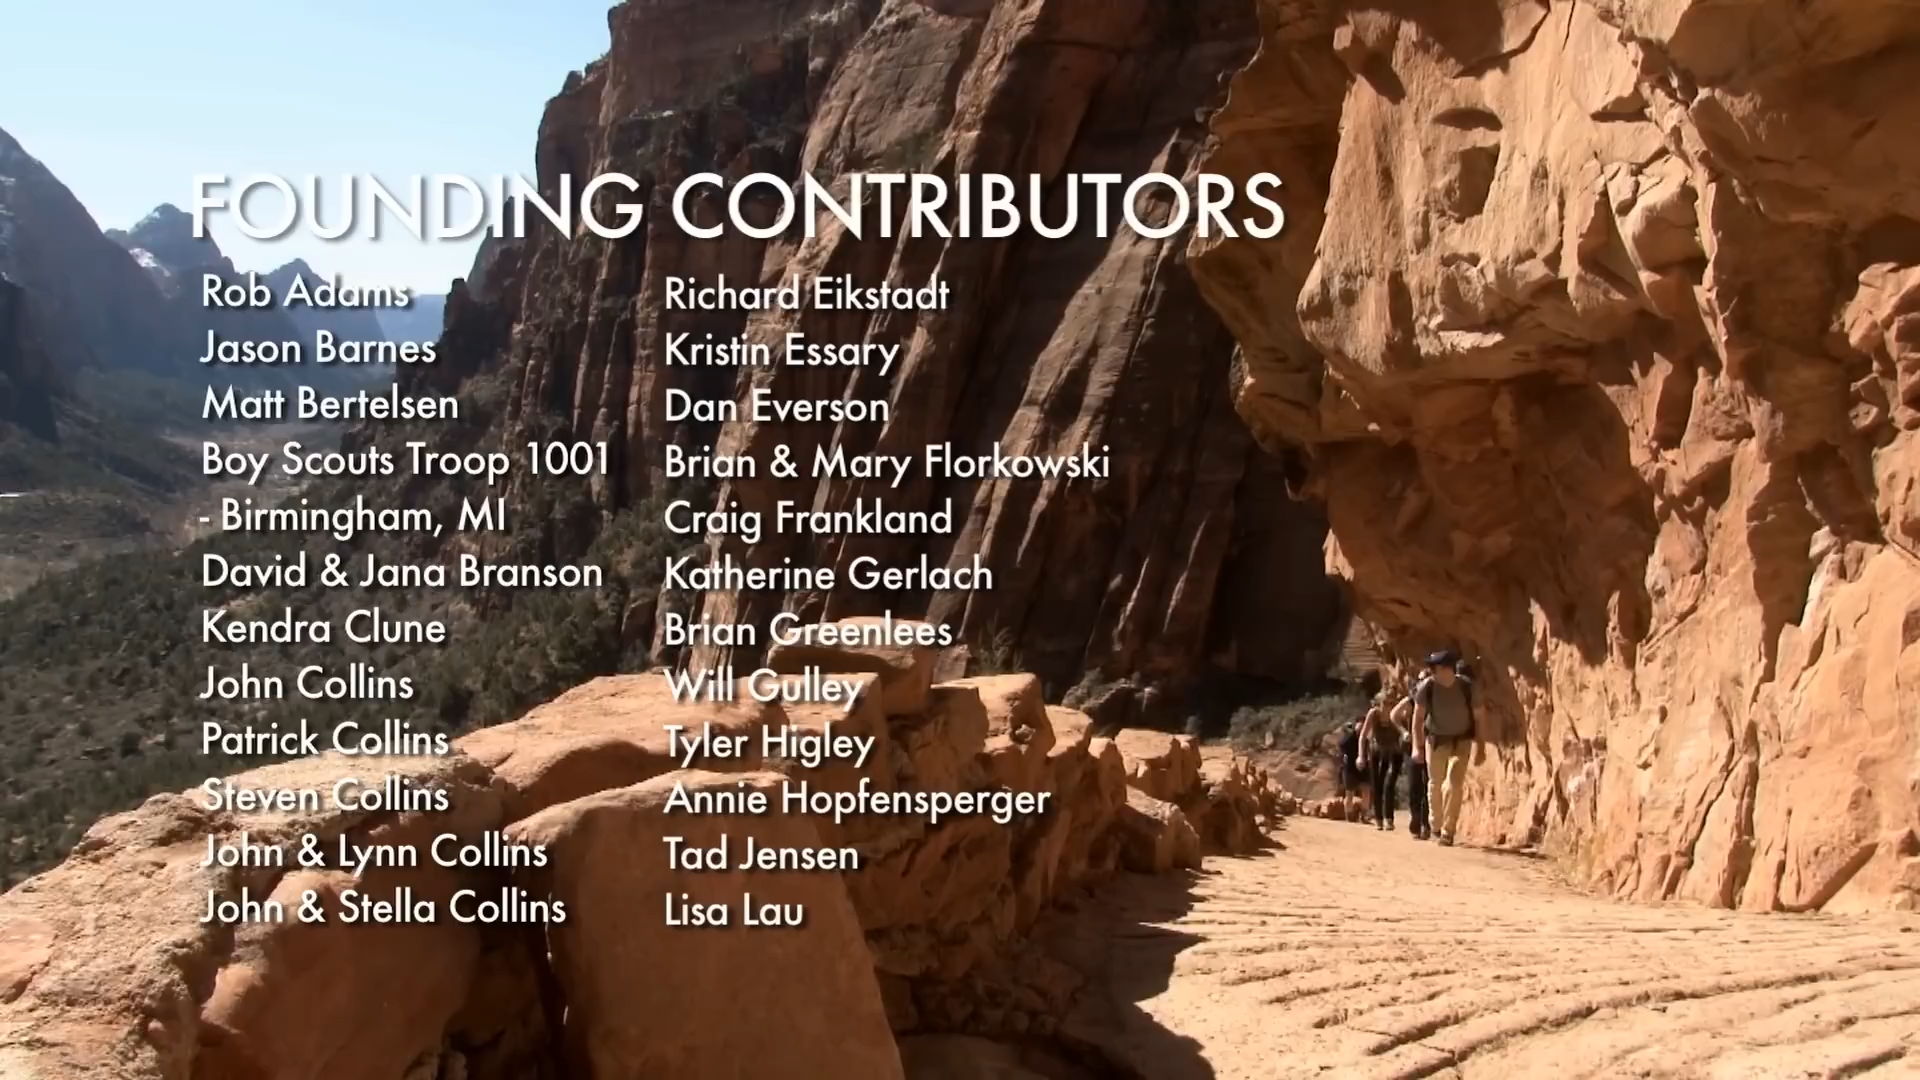 FOUNDING CONTRIBUTORS
Rob Adams
Jason Barnes
Matt Bertelsen
Boy Scouts Troop 1001
- Birmingham, MI
David & Jana Branson
Kendra Clune
John Collins
Patrick Collins
Steven Collins
John & Lynn Collins
John & Stella Collins
Richard Eikstadt
Kristin Essary
Dan Everson
Brian & Mary Florkowski
Craig Frankland
Katherine Gerlach
Brian Greenlees
Will Gulley
Tyler Higley
Annie Hopfensperger
Tad Jensen
Lisa Lau